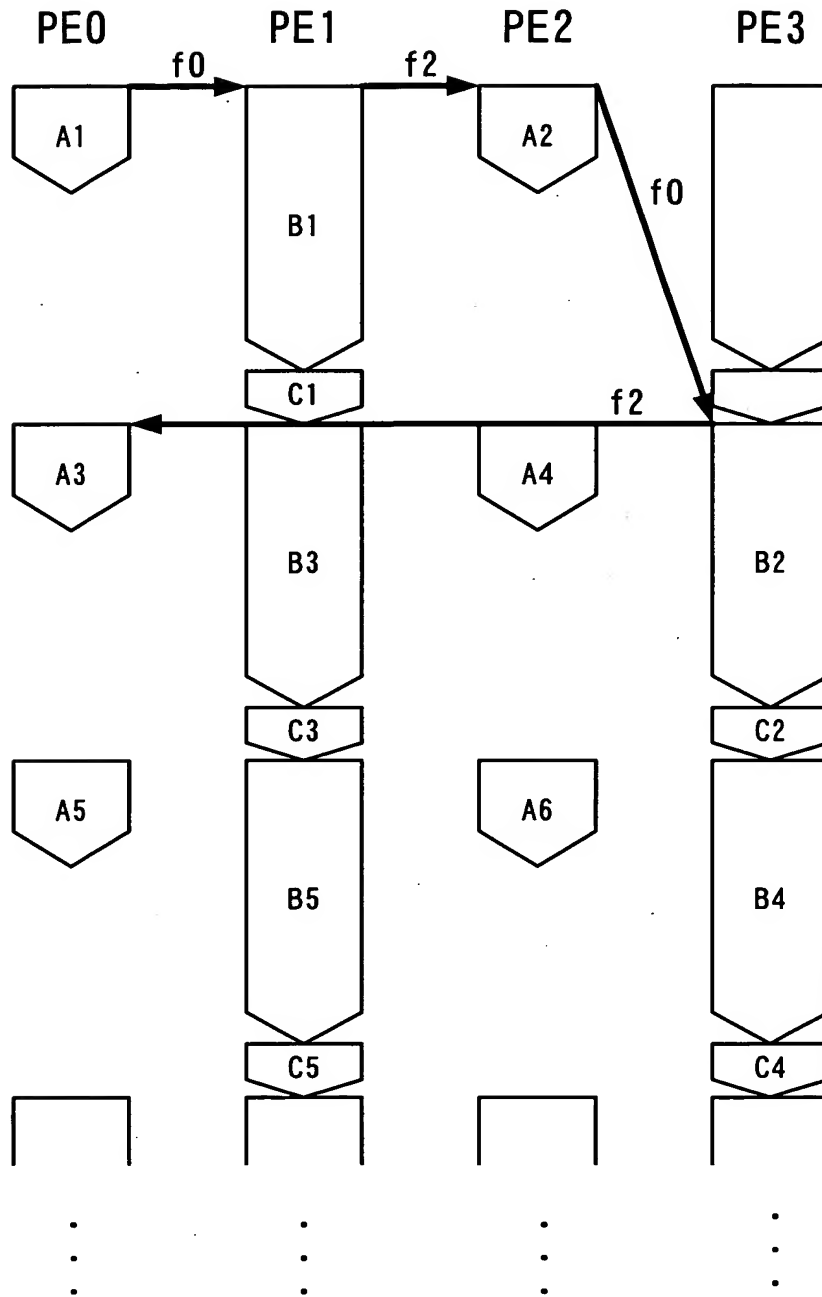 PE0 PE1 PE2 PE3
f0 f2
A1 A2
f0
B1
C1
f2
A3 A4
B3 B2
C3 C2
A5 A6
B5 B4
C5 C4